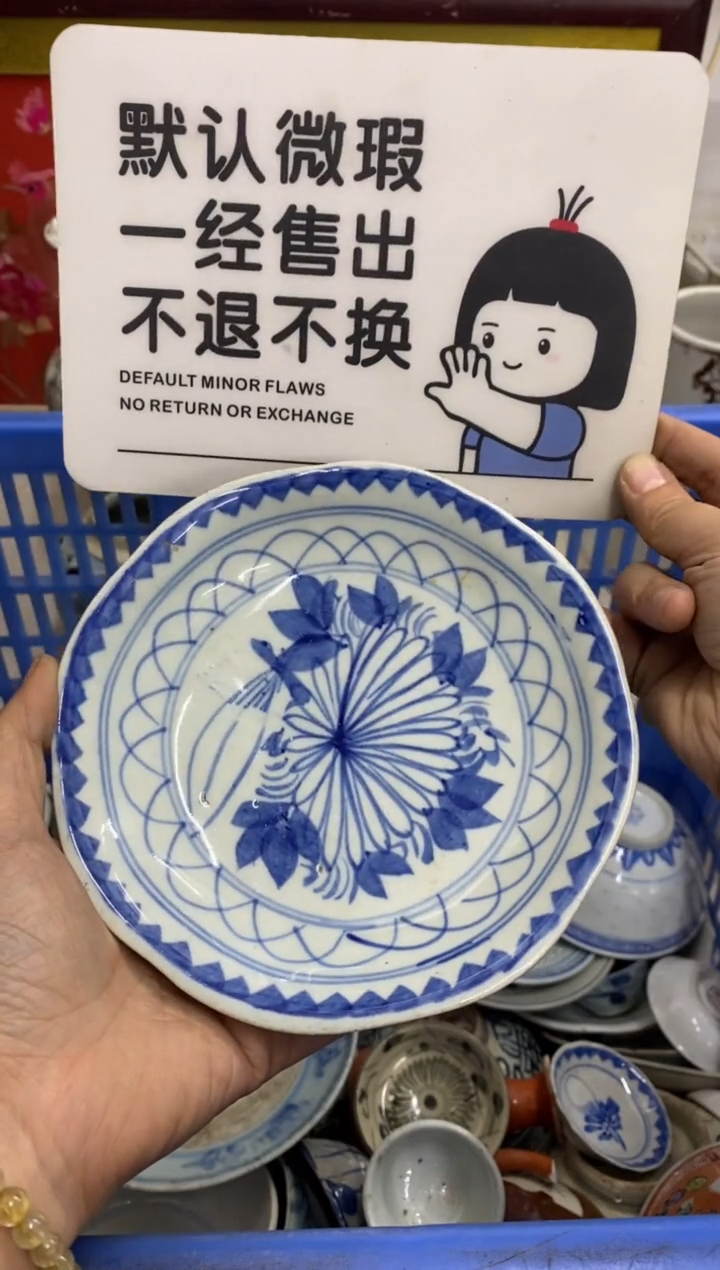 默认微瑕
一经售出
不退不换
DEFAULT MINOR FLAWS
NO RETURN OR EXCHANGE